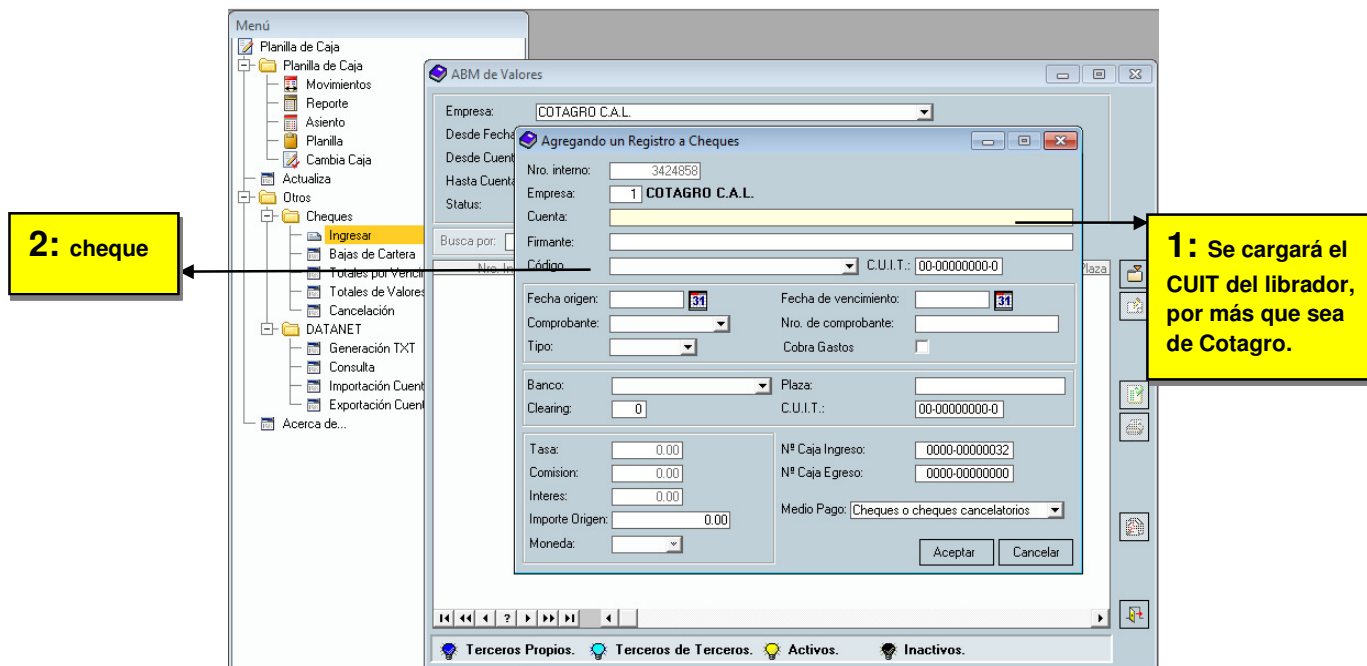 Menú
Planilla de Caja
Planilla de Caja
Movimientos
Reporte
Asiento
Planilla
Cambia Caja
Actualiza
Otros
Cheques
Ingresar
Bajas de Cartera
Totales por Vencim
Totales de Valores
Cancelación
DATANET
Generación TXT
Consulta
Importación Cuent
Exportación Cuen
Acerca de...
2: cheque
ABM de Valores
Empresa: COTAGRO C.A.L.
Desde Fecha
Desde Cuent
Hasta Cuenta
Status:
Busca por:
Nro. In
Plaza
Agregando un Registro a Cheques
Nro. interno: 3424858
Empresa: 1 COTAGRO C.A.L.
Cuenta:
Firmante:
Código C.U.I.T.: 00-00000000-0
Fecha origen: 31 Fecha de vencimiento: 31
Comprobante: Nro. de comprobante:
Tipo: Cobra Gastos
Banco: Plaza:
Clearing: 0 C.U.I.T.: 00-00000000-0
Tasa: 0.00 Nª Caja Ingreso: 0000-00000032
Comision: 0.00 Nª Caja Egreso: 0000-00000000
Interes: 0.00
Importe Origen: 0.00 Medio Pago: Cheques o cheques cancelatorios
Moneda:
Aceptar Cancelar
Terceros Propios. Terceros de Terceros. Activos. Inactivos.
1: Se cargará el
CUIT del librador,
por más que sea
de Cotagro.